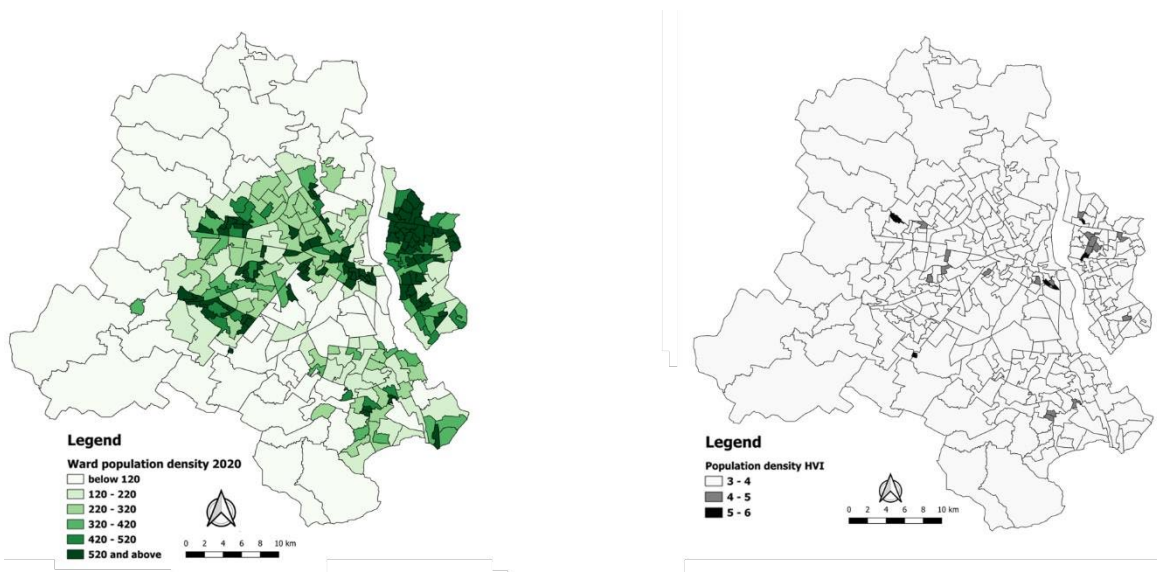 Legend
Ward population density 2020
below 120
120 - 220
220 - 320
320 - 420
420 - 520
520 and above
0 2 4 6 8 10 km
Legend
Population density HVI
3 - 4
4 - 5
5 - 6
0 2 4 6 8 10 km